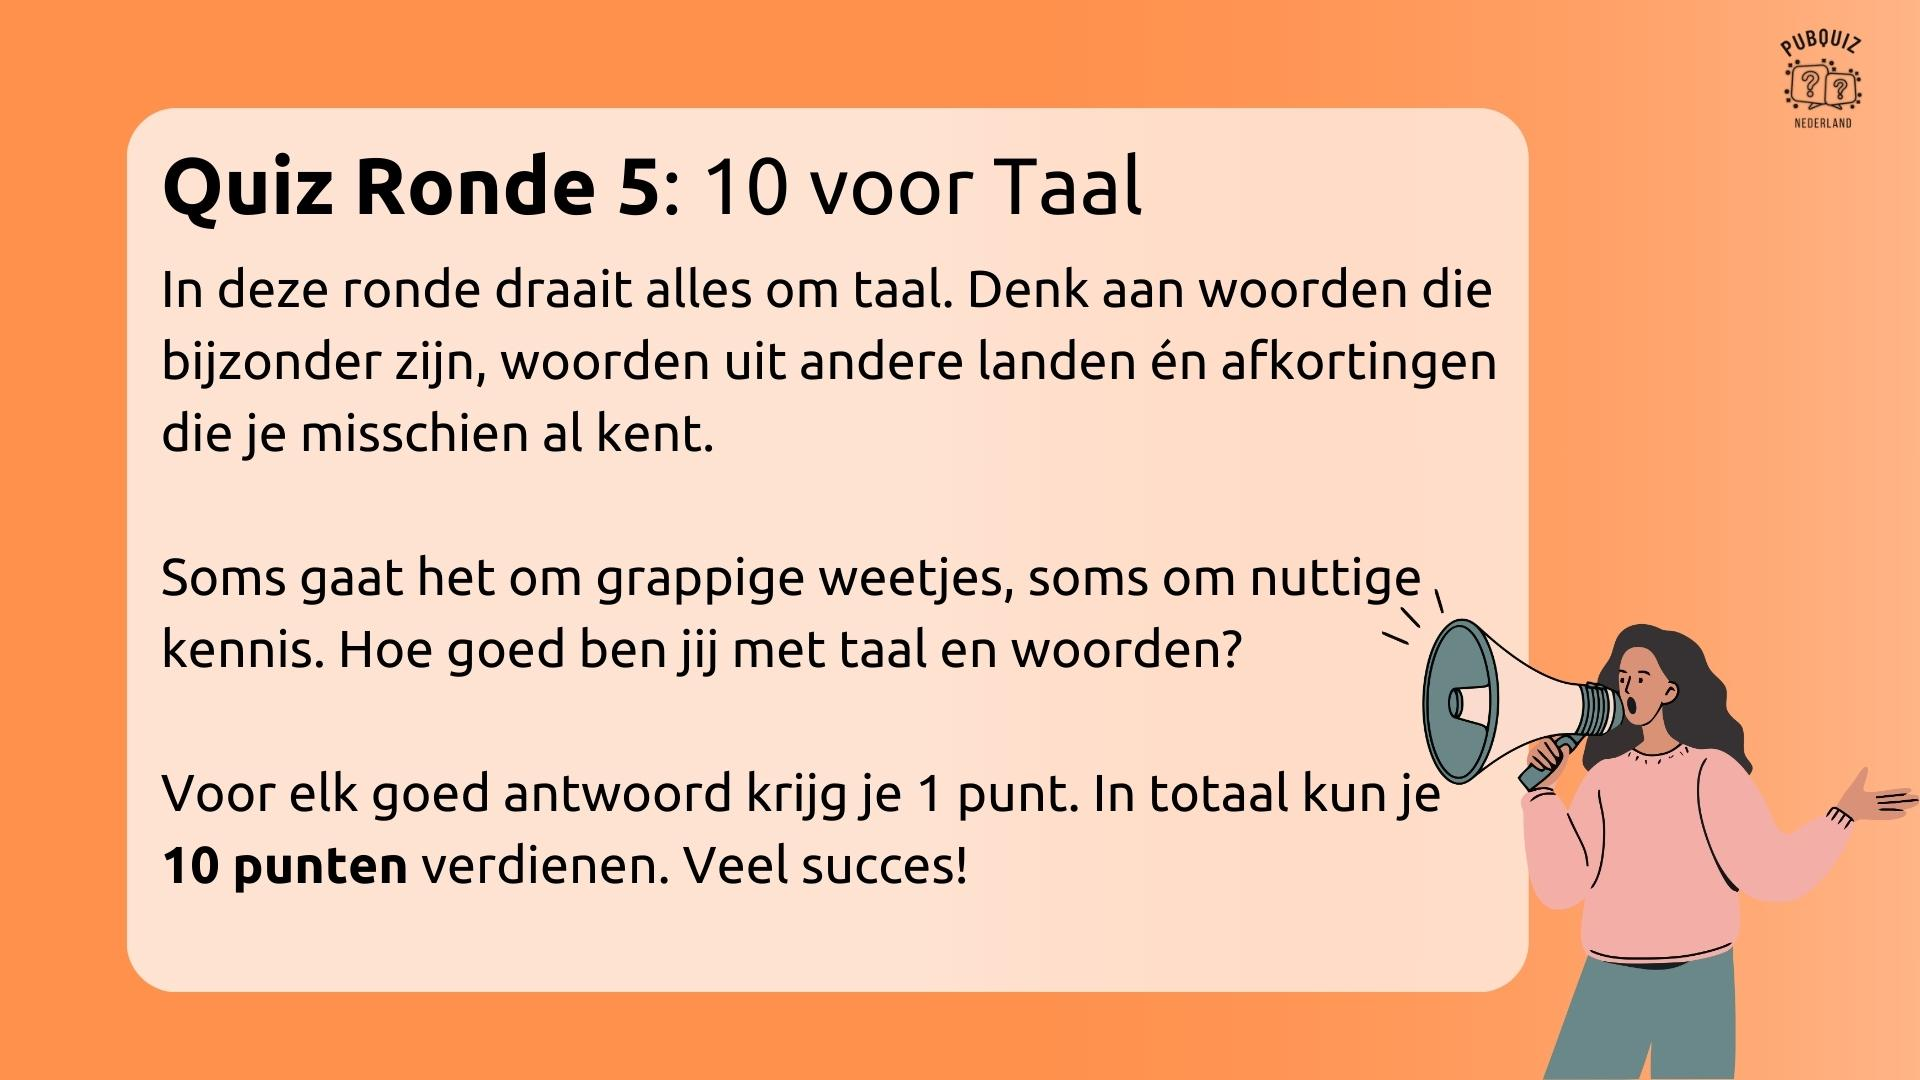 PUBQUIZ
NEDERLAND
Quiz Ronde 5: 10 voor Taal
In deze ronde draait alles om taal. Denk aan woorden die
bijzonder zijn, woorden uit andere landen én afkortingen
die je misschien al kent.
Soms gaat het om grappige weetjes, soms om nuttige
kennis. Hoe goed ben jij met taal en woorden?
Voor elk goed antwoord krijg je 1 punt. In totaal kun je
10 punten verdienen. Veel succes!